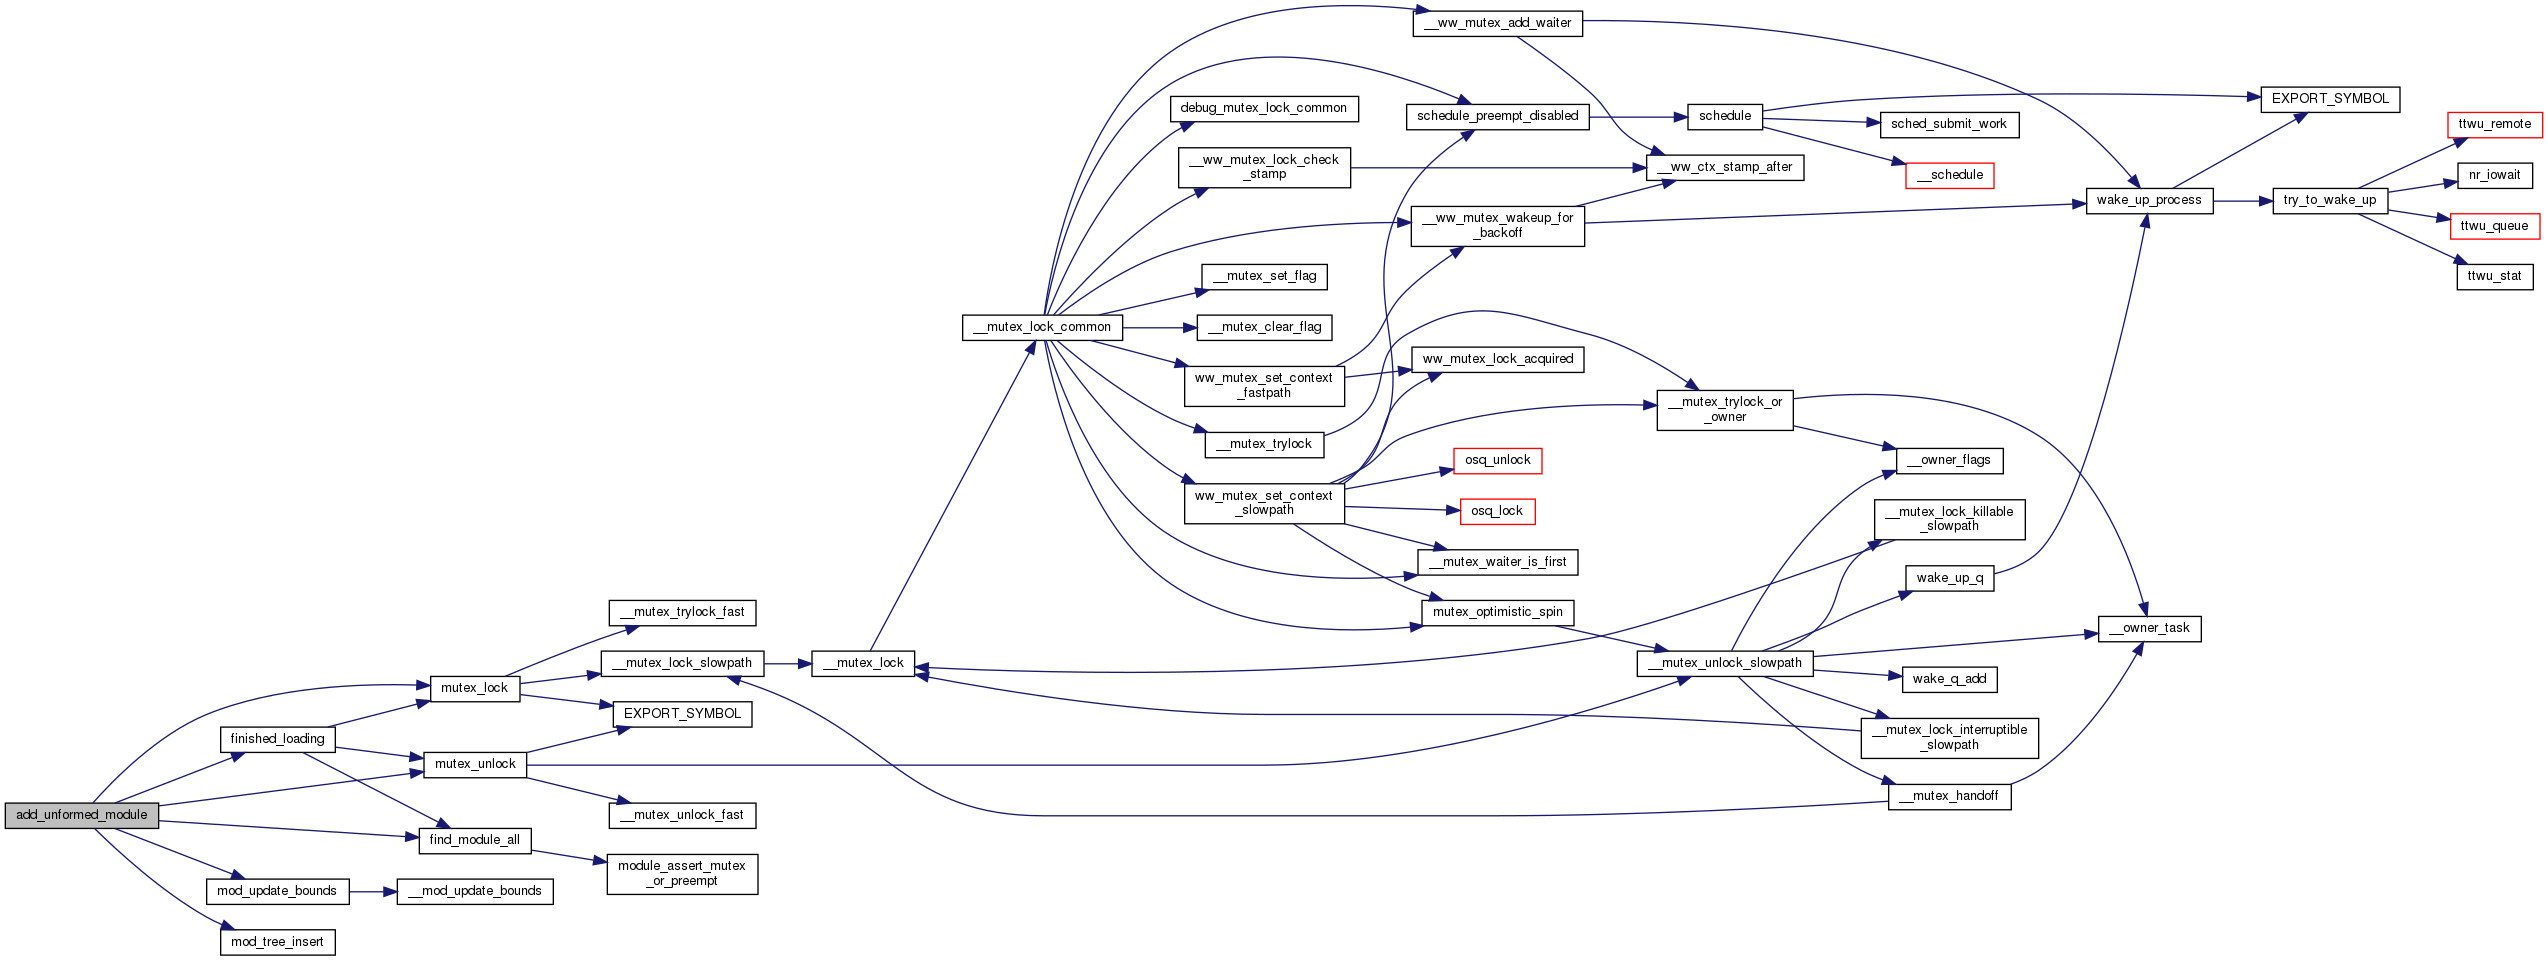 add_unformed_module
finished_loading
mod_update_bounds
mod_tree_insert
mutex_lock
mutex_unlock
find_module_all
__mod_update_bounds
__mutex_trylock_fast
__mutex_lock_slowpath
EXPORT_SYMBOL
__mutex_unlock_fast
module_assert_mutex
_or_preempt
__mutex_lock
__mutex_lock_common
debug_mutex_lock_common
__ww_mutex_lock_check
_stamp
__mutex_set_flag
__mutex_clear_flag
ww_mutex_set_context
_fastpath
__mutex_trylock
ww_mutex_set_context
_slowpath
__ww_mutex_add_waiter
schedule_preempt_disabled
__ww_mutex_wakeup_for
_backoff
ww_mutex_lock_acquired
osq_unlock
osq_lock
__mutex_waiter_is_first
mutex_optimistic_spin
schedule
__ww_ctx_stamp_after
__mutex_trylock_or
_owner
__mutex_unlock_slowpath
sched_submit_work
__schedule
__owner_flags
__mutex_lock_killable
_slowpath
wake_up_q
wake_q_add
__mutex_lock_interruptible
_slowpath
__mutex_handoff
wake_up_process
__owner_task
EXPORT_SYMBOL
try_to_wake_up
ttwu_remote
nr_iowait
ttwu_queue
ttwu_stat